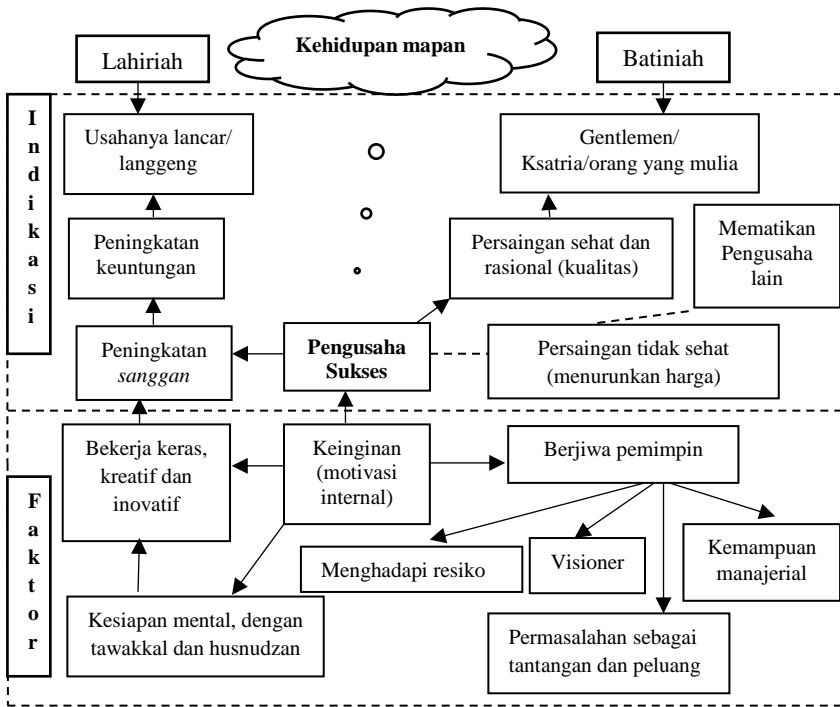 Kehidupan mapan
Lahiriah
Batiniah
I
n
d
i
k
a
s
i
Usahanya lancar/
langgeng
Gentlemen/
Ksatria/orang yang mulia
Peningkatan
keuntungan
Persaingan sehat dan
rasional (kualitas)
Mematikan
Pengusaha
lain
Peningkatan
sanggan
Pengusaha
Sukses
Persaingan tidak sehat
(menurunkan harga)
F
a
k
t
o
r
Bekerja keras,
kreatif dan
inovatif
Keinginan
(motivasi
internal)
Berjiwa pemimpin
Menghadapi resiko
Visioner
Kemampuan
manajerial
Kesiapan mental, dengan
tawakkal dan husnudzan
Permasalahan sebagai
tantangan dan peluang